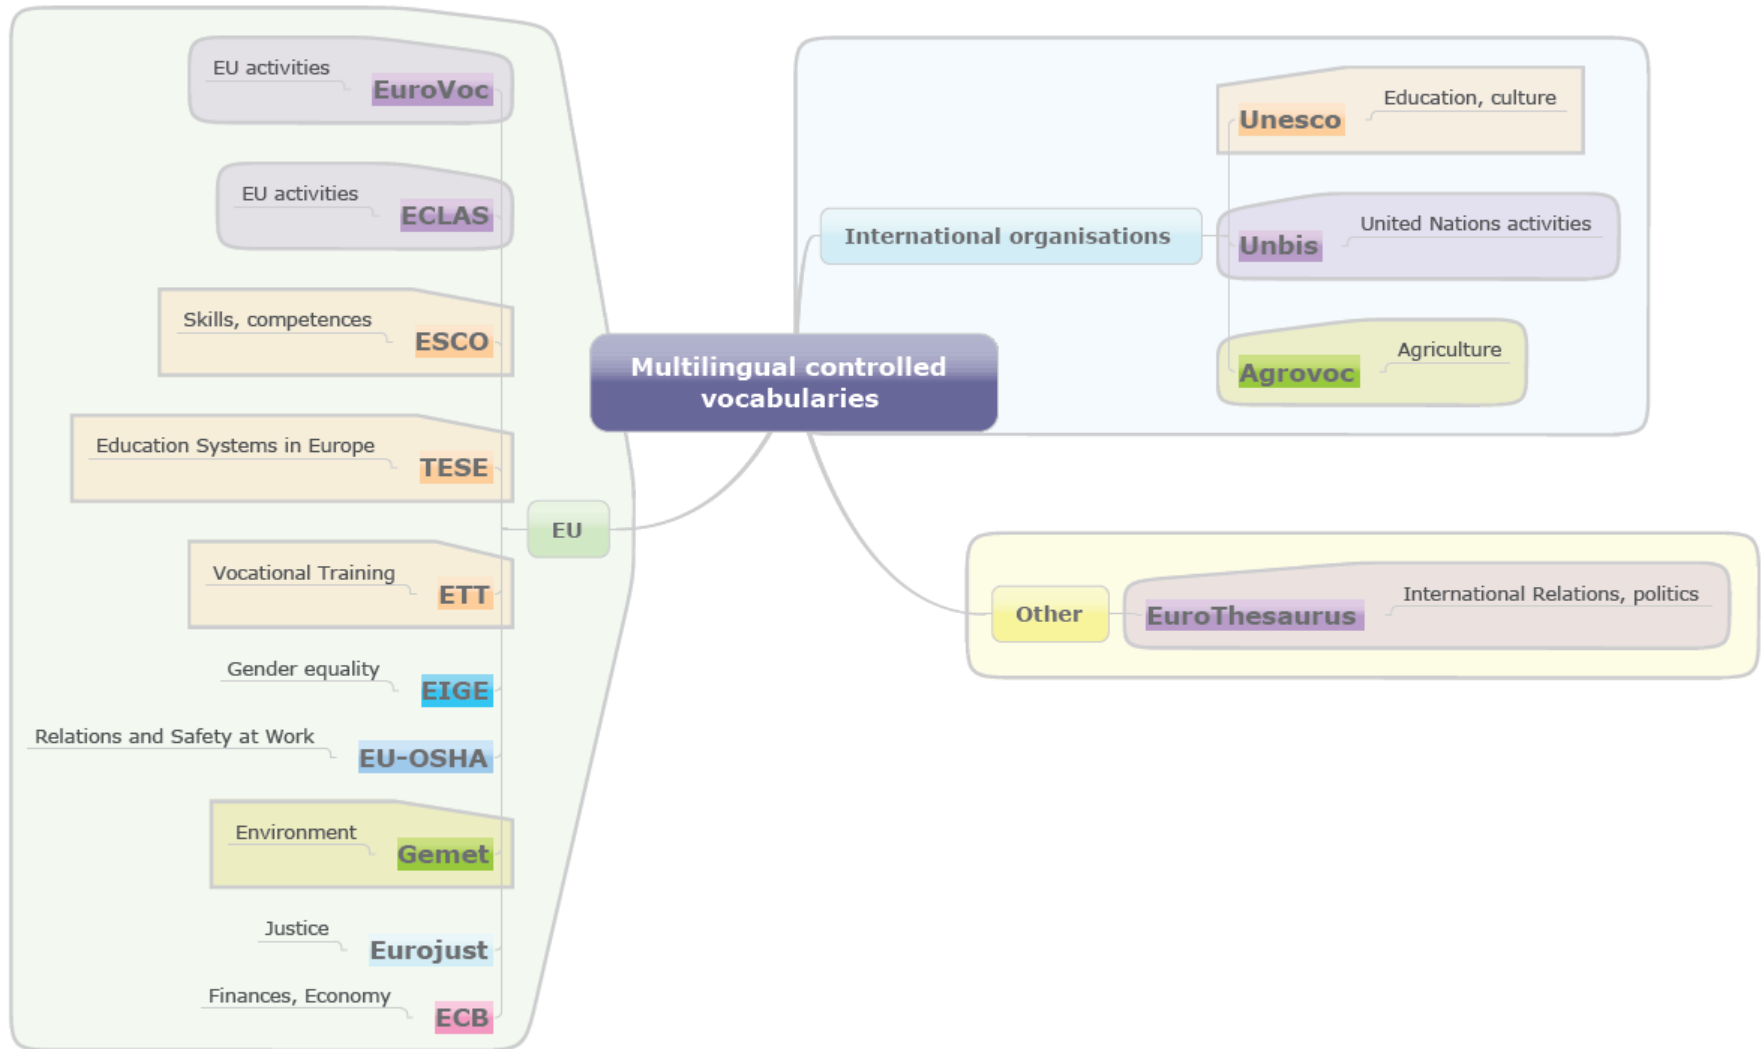 Multilingual controlled
vocabularies
EU
EU activities
EuroVoc
EU activities
ECLAS
Skills, competences
ESCO
Education Systems in Europe
TESE
Vocational Training
ETT
Gender equality
EIGE
Relations and Safety at Work
EU-OSHA
Environment
Gemet
Justice
Eurojust
Finances, Economy
ECB
International organisations
Unesco
Education, culture
Unbis
United Nations activities
Agrovoc
Agriculture
Other
EuroThesaurus
International Relations, politics